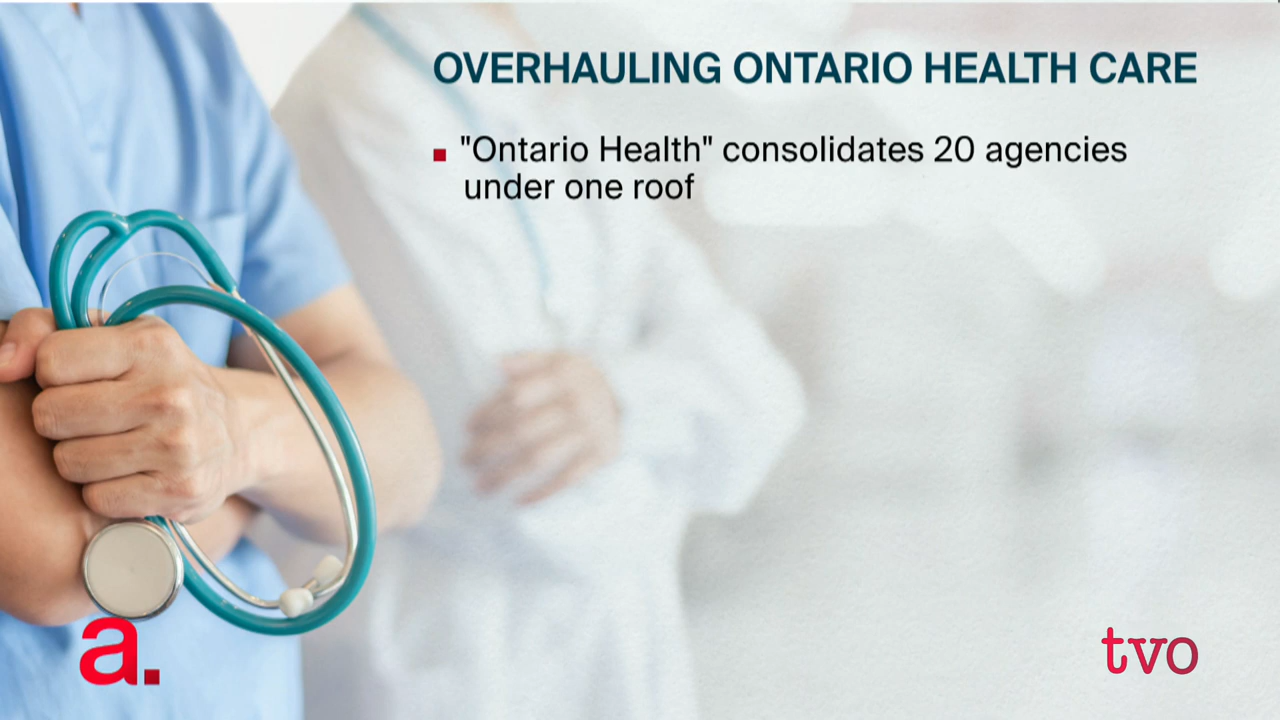 OVERHAULING ONTARIO HEALTH CARE
"Ontario Health" consolidates 20 agencies
under one roof
a.
tvo